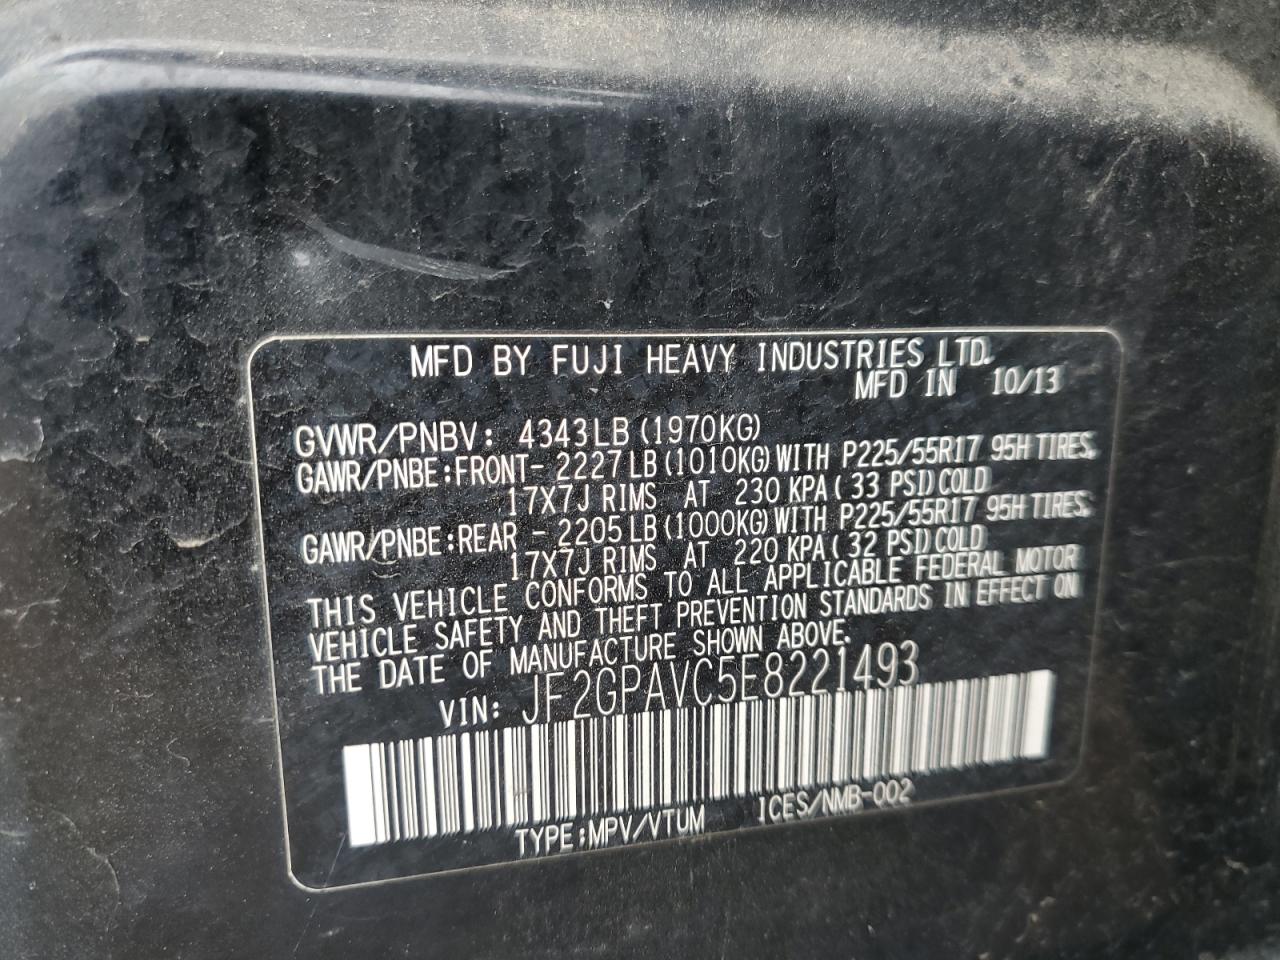 MFD BY FUJI HEAVY INDUSTRIES LTD.
MFD IN 10/13
GVWR/PNBV: 4343LB (1970KG)
GAWR/PNBE:FRONT- 2227 LB (1010KG) WITH P225/55R17 95H TIRES,
17X7J RIMS AT 230 KPA ( 33 PSI) COLD
GAWR/PNBE:REAR - 2205 LB (1000KG) WITH P225/55R17 95H TIRES,
17X7J RIMS AT 220 KPA ( 32 PSI) COLD
THIS VEHICLE CONFORMS TO ALL APPLICABLE FEDERAL MOTOR
VEHICLE SAFETY AND THEFT PREVENTION STANDARDS IN EFFECT ON
THE DATE OF MANUFACTURE SHOWN ABOVE.
VIN: JF2GPAVC5E8221493
TYPE:MPV/VTUM ICES/NMB-002